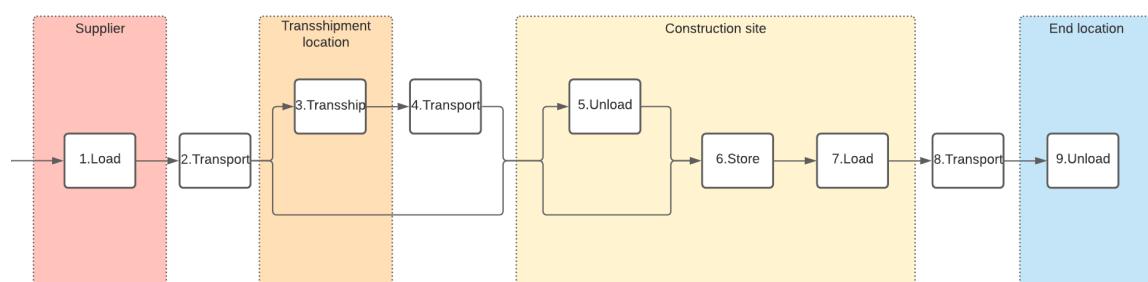 Supplier
Transshipment
location
Construction site
End location
1.Load
2.Transport
3.Transship
4.Transport
5.Unload
6.Store
7.Load
8.Transport
9.Unload